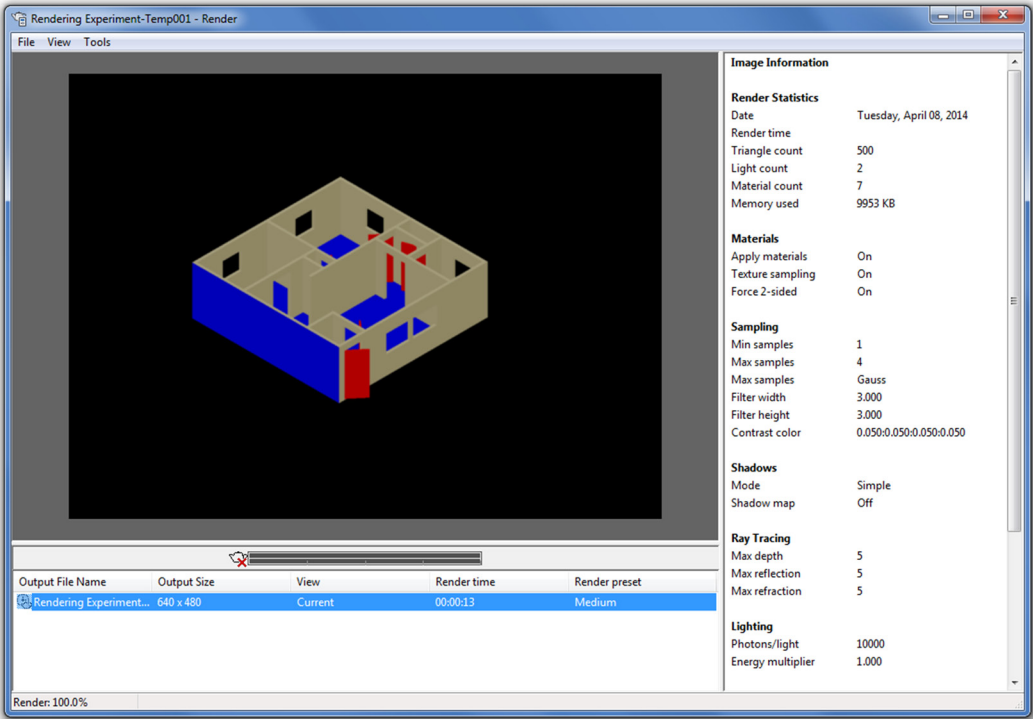 Rendering Experiment-Temp001 - Render
File View Tools
Image Information
Render Statistics
Date Tuesday, April 08, 2014
Render time
Triangle count 500
Light count 2
Material count 7
Memory used 9953 KB
Materials
Apply materials On
Texture sampling On
Force 2-sided On
Sampling
Min samples 1
Max samples 4
Max samples Gauss
Filter width 3.000
Filter height 3.000
Contrast color 0.050:0.050:0.050:0.050
Shadows
Mode Simple
Shadow map Off
Ray Tracing
Max depth 5
Max reflection 5
Max refraction 5
Lighting
Photons/light 10000
Energy multiplier 1.000
Output File Name Output Size View Render time Render preset
Rendering Experiment... 640 x 480 Current 00:00:13 Medium
Render: 100.0%